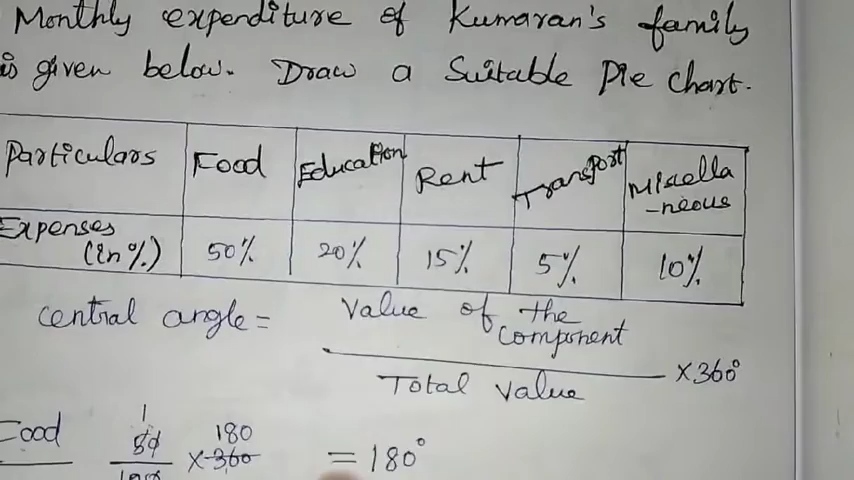 Monthly expenditure of Kumaran's family
is given below. Draw a Suitable Pie chart.
Particulars Food Education Rent Transport Miscella
-neous
Expenses
(in %) 50% 20% 15% 5% 10%
central angle = Value of the
component
Total value × 360°
1 180
Food 50 × 360 = 180°